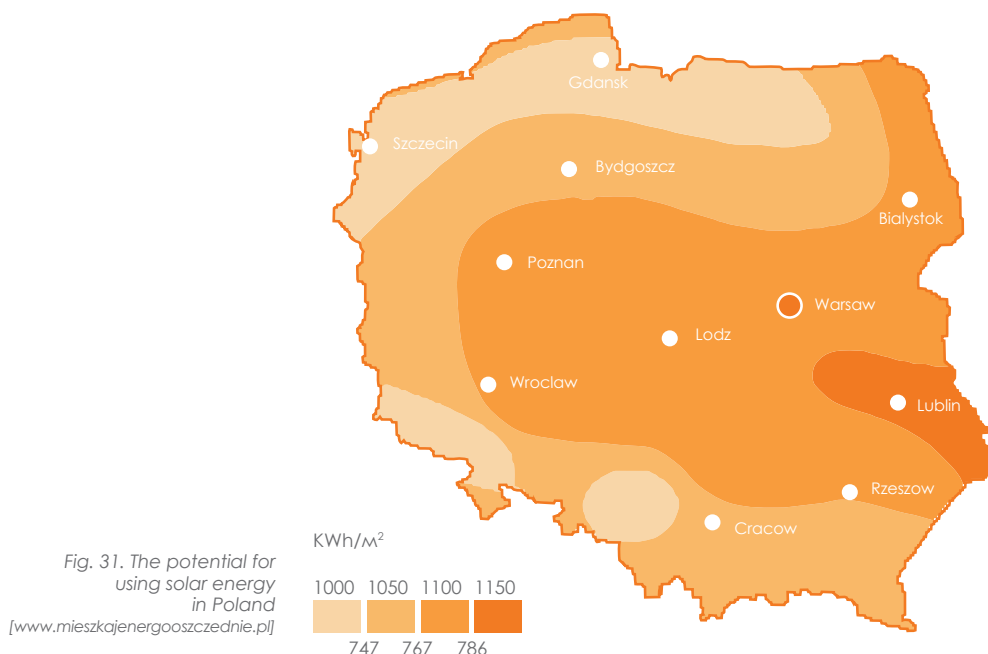 Gdansk
Szczecin
Bydgoszcz
Bialystok
Poznan
Warsaw
Lodz
Wroclaw
Lublin
Rzeszow
Cracow
KWh/м²
Fig. 31. The potential for
using solar energy
in Poland
[www.mieszkajenergooszczednie.pl]
1000 1050 1100 1150
747 767 786